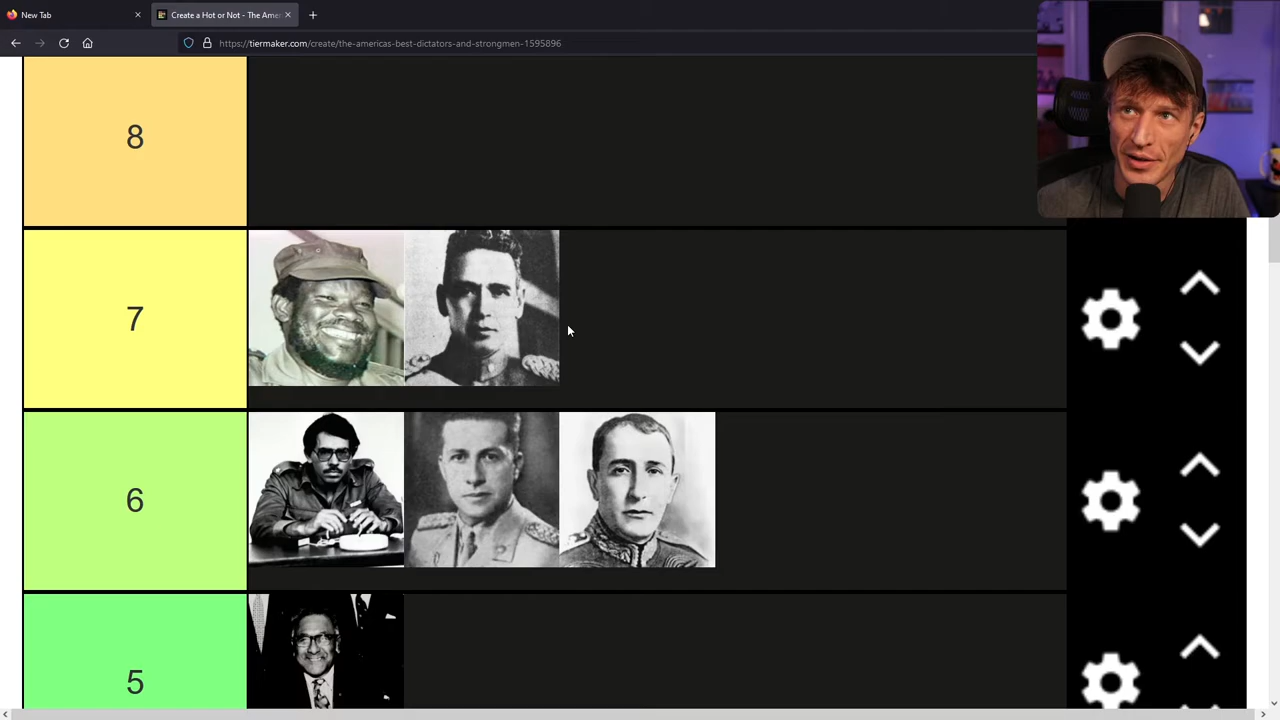 New Tab
Create a Hot or Not - The Ame
https://tiermaker.com/create/the-americas-best-dictators-and-strongmen-1595896
8
7
6
5